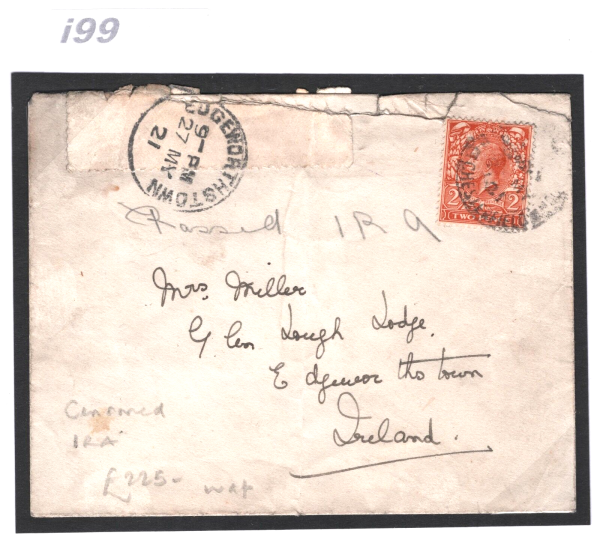 i99
EDGEWORTHSTOWN
9-PM
27 MY
21
2 2
TWO
Passed IRA
Mrs. Miller
Glen Lough Lodge,
Edgeworthstown
Ireland.
Censored
IRA
£225-